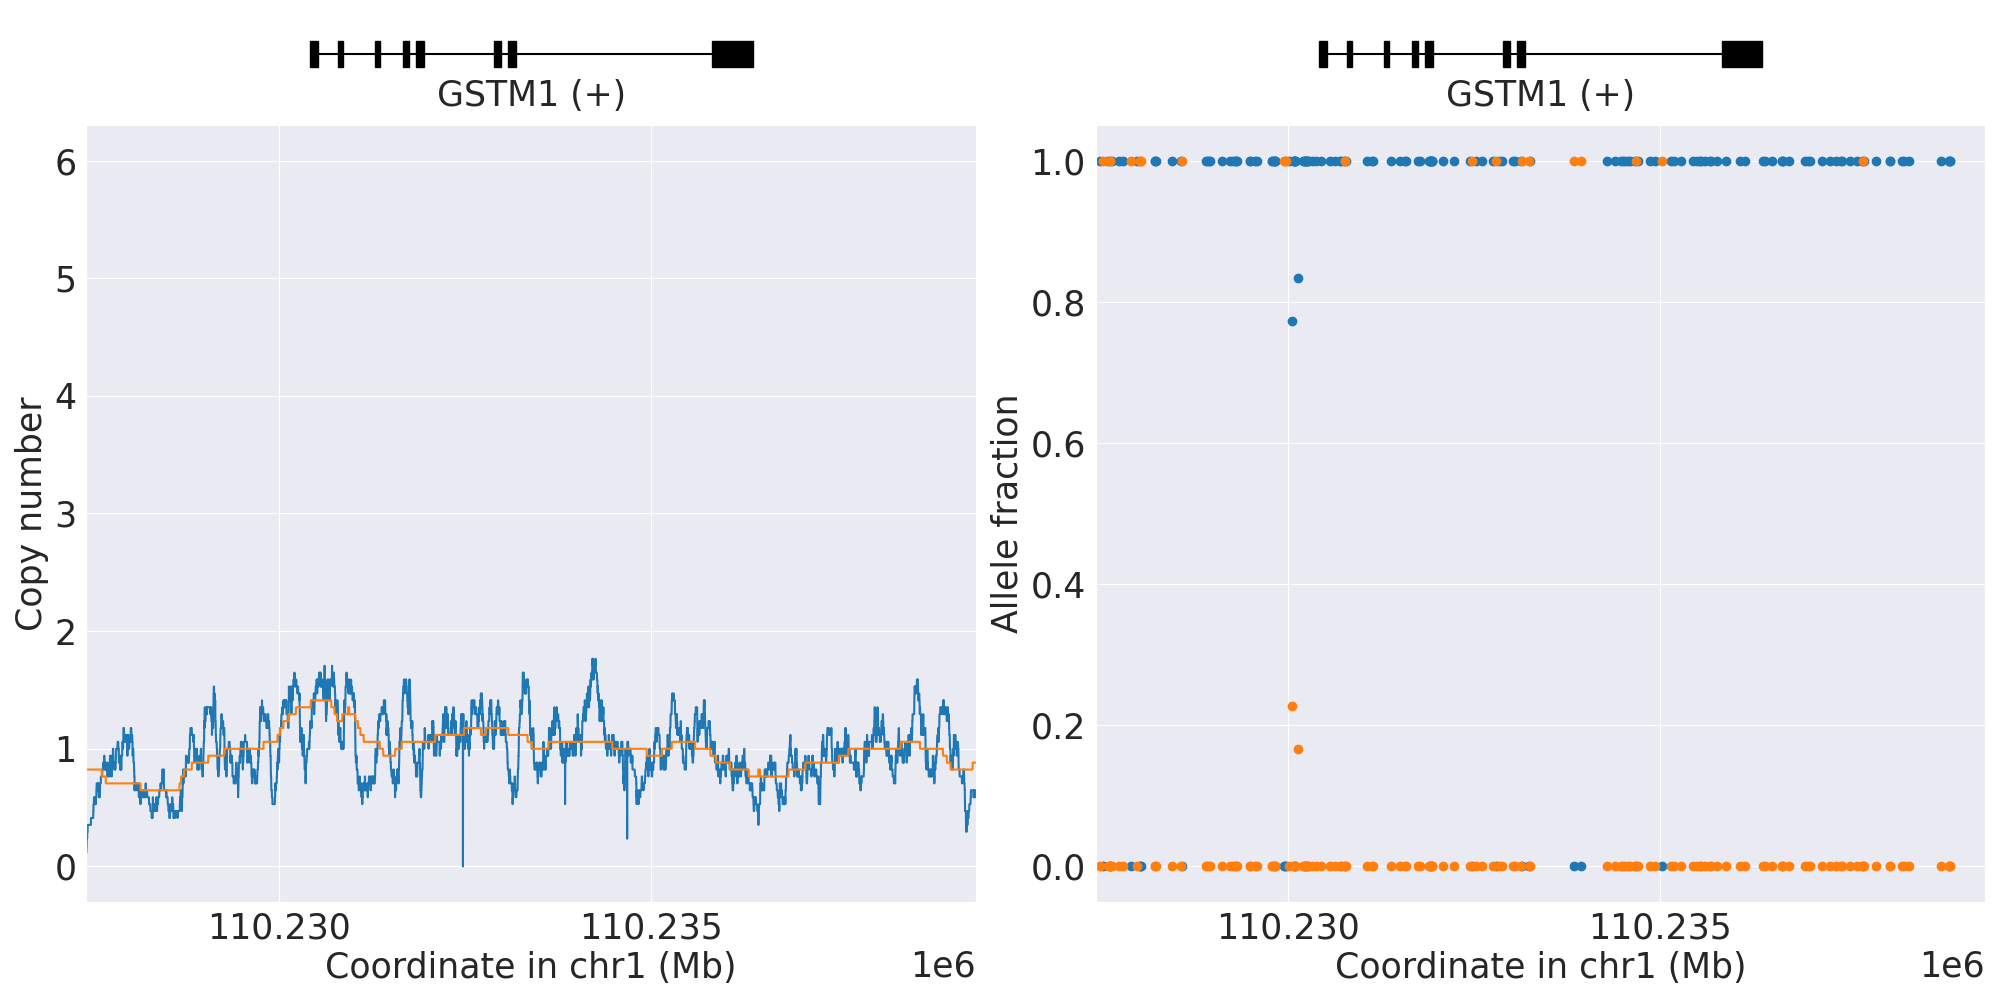 GSTM1 (+)
6
5
4
3
2
1
0
Copy number
110.230
110.235
Coordinate in chr1 (Mb)
1e6
GSTM1 (+)
1.0
0.8
0.6
0.4
0.2
0.0
Allele fraction
110.230
110.235
Coordinate in chr1 (Mb)
1e6